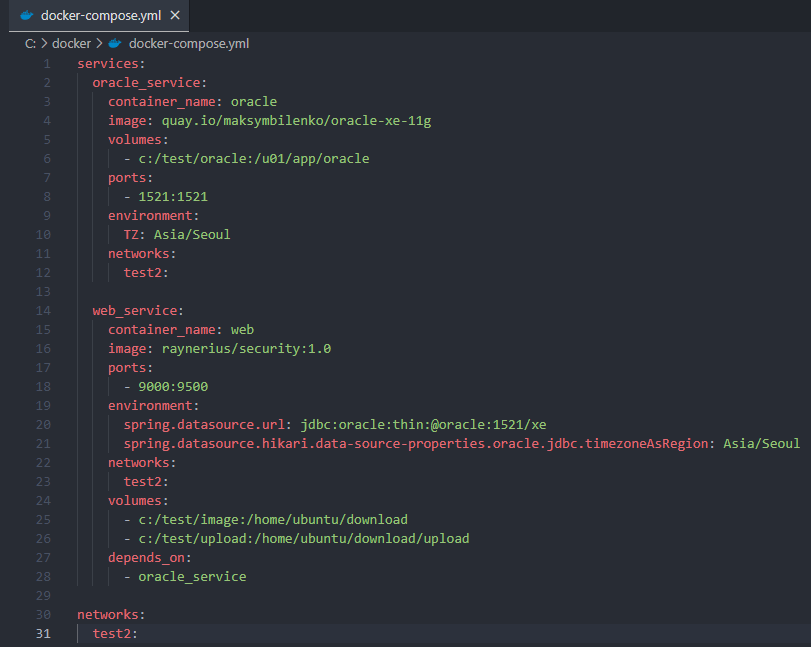 docker-compose.yml ×
C: > docker > docker-compose.yml
1 services:
2   oracle_service:
3     container_name: oracle
4     image: quay.io/maksymbilenko/oracle-xe-11g
5     volumes:
6       - c:/test/oracle:/u01/app/oracle
7     ports:
8       - 1521:1521
9     environment:
10       TZ: Asia/Seoul
11     networks:
12       test2:
13
14   web_service:
15     container_name: web
16     image: raynerius/security:1.0
17     ports:
18       - 9000:9500
19     environment:
20       spring.datasource.url: jdbc:oracle:thin:@oracle:1521/xe
21       spring.datasource.hikari.data-source-properties.oracle.jdbc.timezoneAsRegion: Asia/Seoul
22     networks:
23       test2:
24     volumes:
25       - c:/test/image:/home/ubuntu/download
26       - c:/test/upload:/home/ubuntu/download/upload
27     depends_on:
28       - oracle_service
29
30 networks:
31   test2: